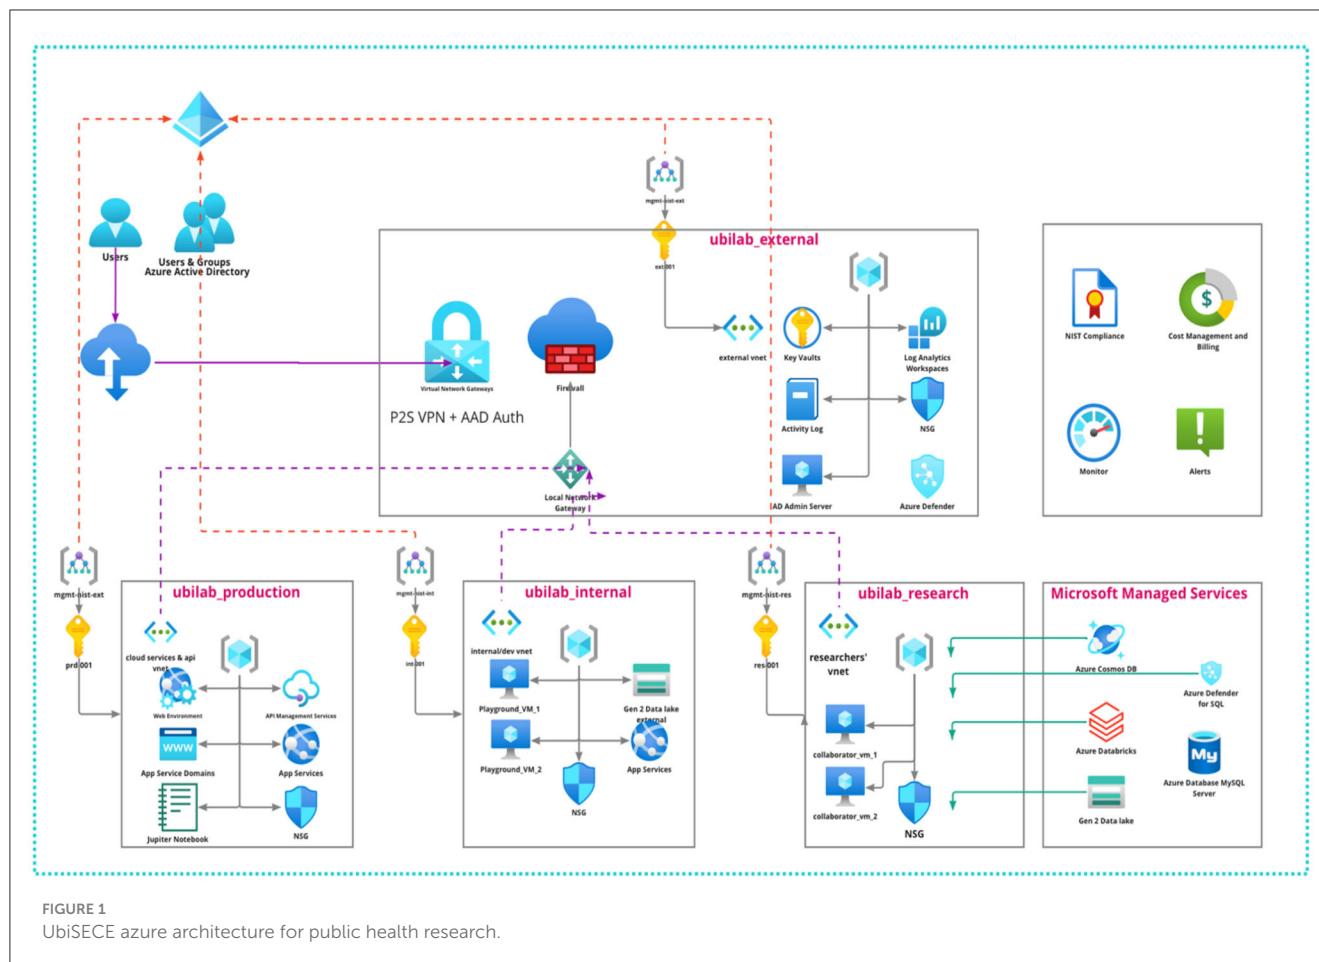 mgmt-nist-ext
Users
Users & Groups
Azure Active Directory
ubilab_external
ext-001
Virtual Network Gateways
P2S VPN + AAD Auth
Firewall
external vnet
Key Vaults
Log Analytics
Workspaces
Activity Log
NSG
AD Admin Server
Azure Defender
Local Network
Gateway
NIST Compliance
Cost Management and
Billing
$
Monitor
Alerts
mgmt-nist-ext
prd-001
ubilab_production
cloud services & api
vnet
Web Environment
API Management Services
WWW
App Service Domains
App Services
Jupiter Notebook
NSG
mgmt-nist-int
int-001
ubilab_internal
internal/dev vnet
Playground_VM_1
Gen 2 Data lake
external
Playground_VM_2
App Services
NSG
mgmt-nist-res
res-001
ubilab_research
researchers'
vnet
collaborator_vm_1
collaborator_vm_2
NSG
Microsoft Managed Services
Azure Cosmos DB
Azure Defender
for SQL
Azure Databricks
My
Azure Database MySQL
Server
Gen 2 Data lake
FIGURE 1
UbiSECE azure architecture for public health research.